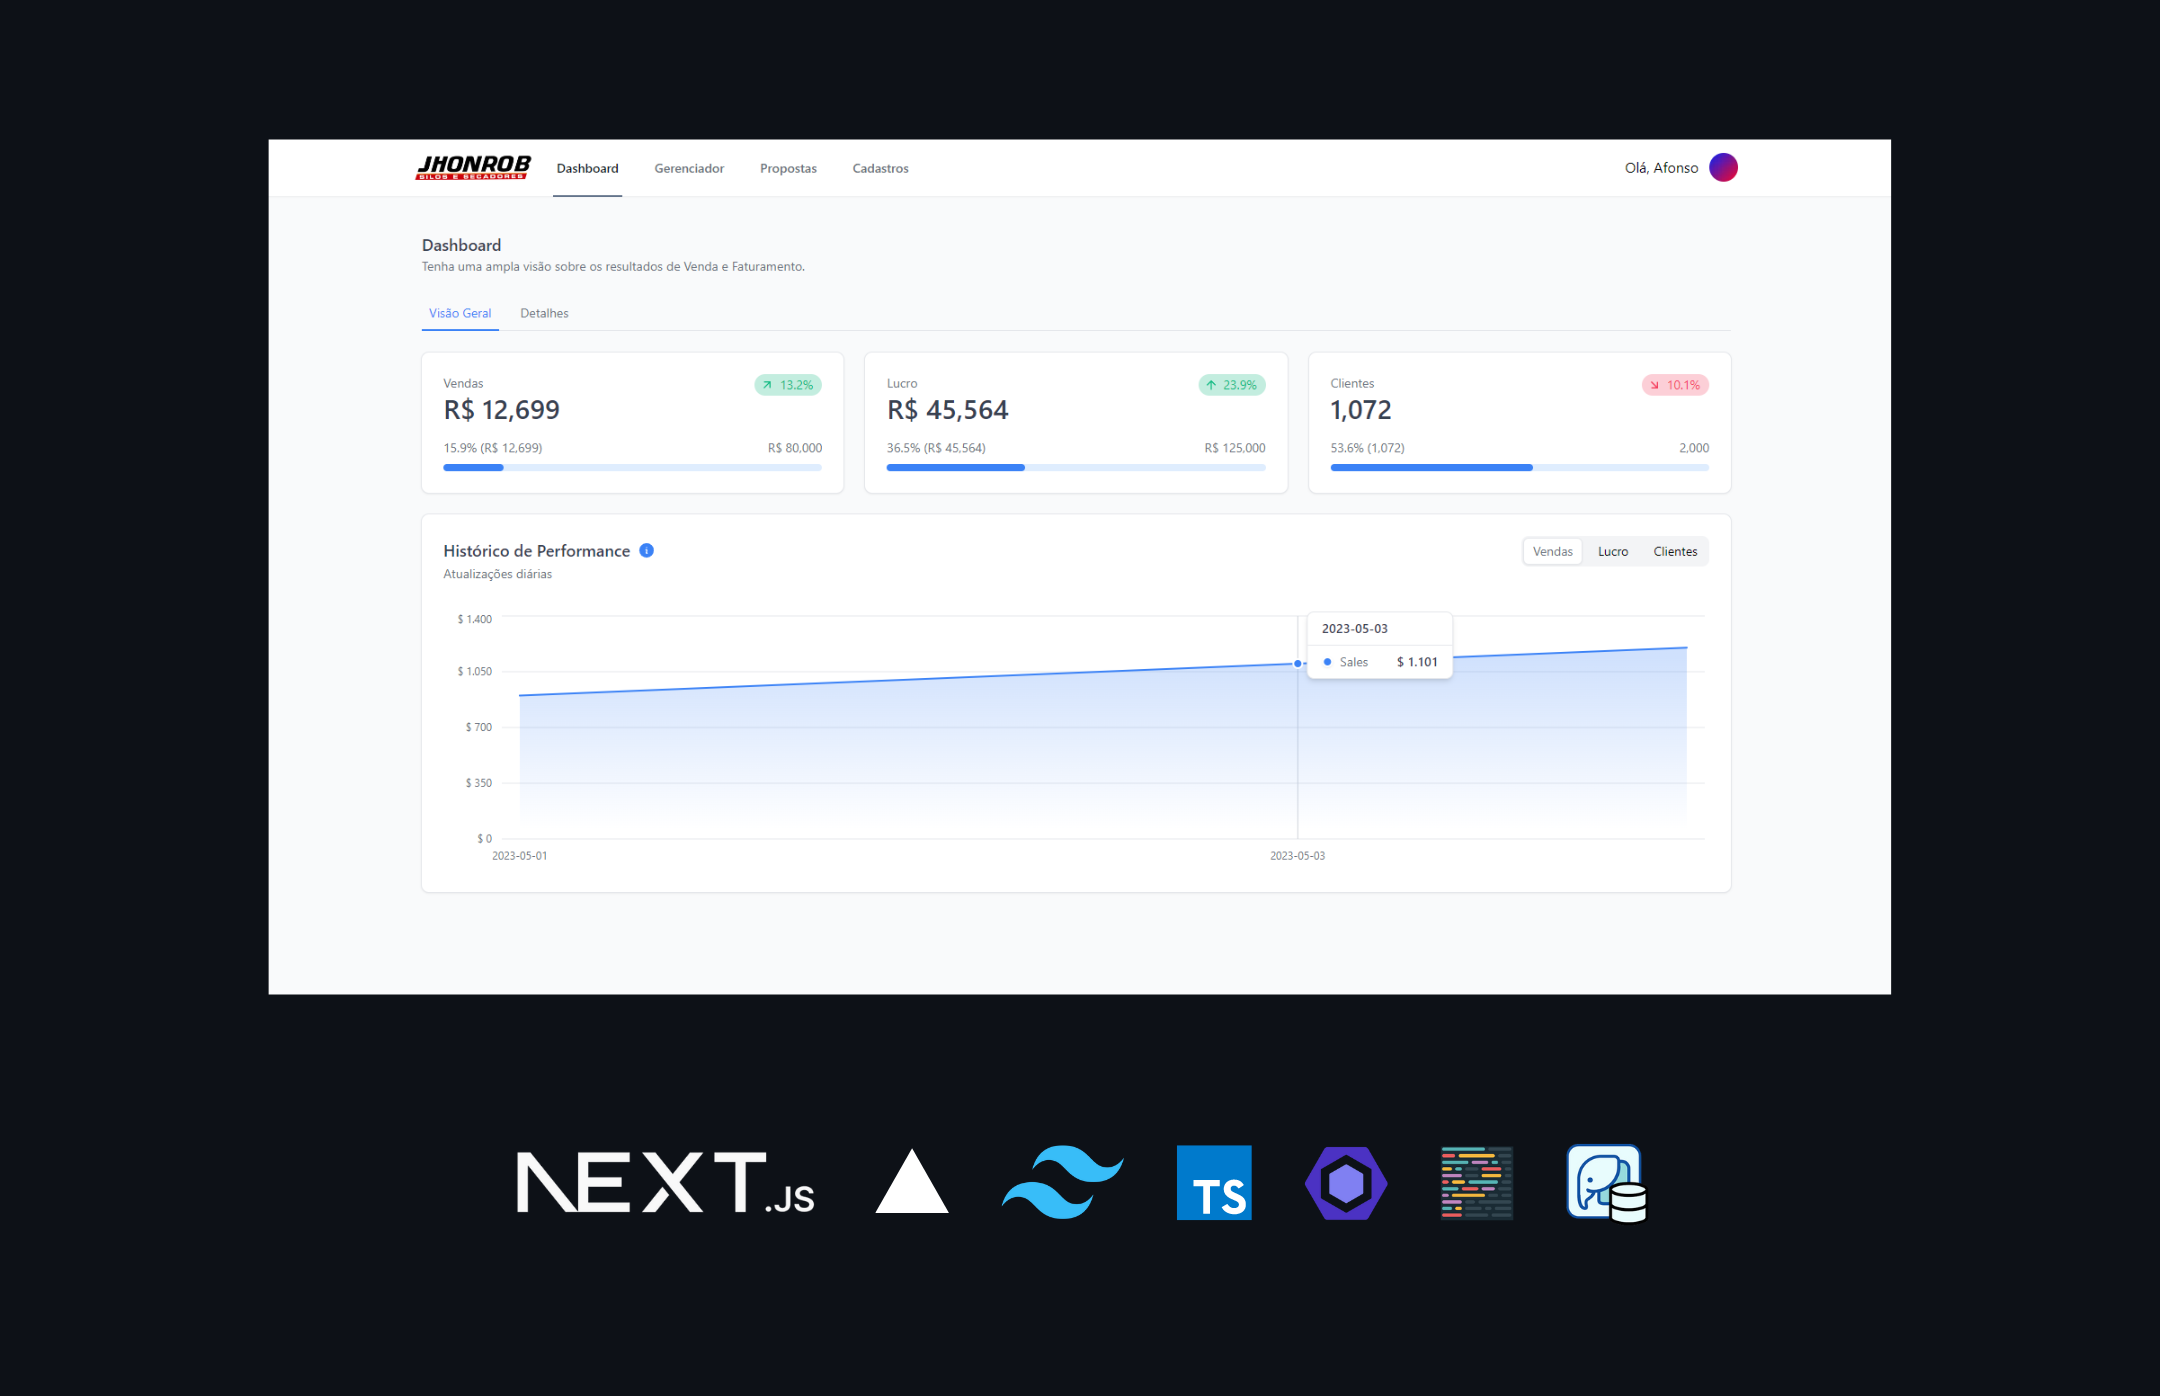 JHONROB
SILOS E SECADORES
Dashboard Gerenciador Propostas Cadastros
Olá, Afonso
Dashboard
Tenha uma ampla visão sobre os resultados de Venda e Faturamento.
Visão Geral Detalhes
Vendas 13.2%
R$ 12,699
15.9% (R$ 12,699) R$ 80,000
Lucro 23.9%
R$ 45,564
36.5% (R$ 45,564) R$ 125,000
Clientes 10.1%
1,072
53.6% (1,072) 2,000
Histórico de Performance i
Atualizações diárias
Vendas Lucro Clientes
$ 1.400
$ 1.050
$ 700
$ 350
$ 0
2023-05-03
Sales $ 1.101
2023-05-01 2023-05-03
NEXT.JS
TS